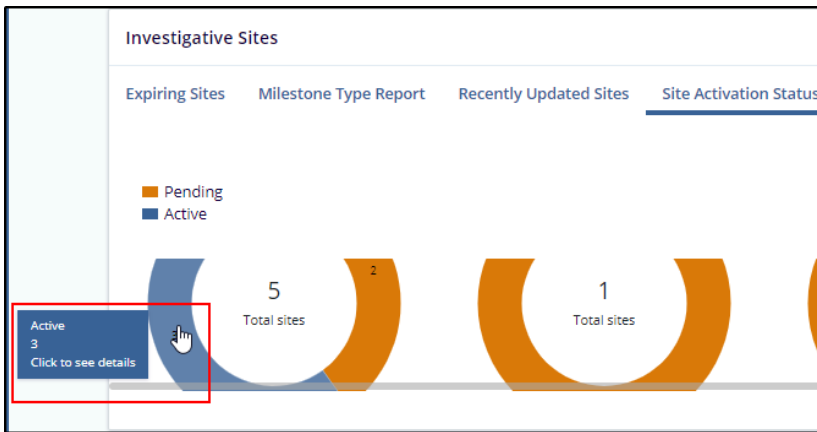 Investigative Sites
Expiring Sites Milestone Type Report Recently Updated Sites Site Activation Status
Pending
Active
2
5
Total sites
1
Total sites
Active
3
Click to see details